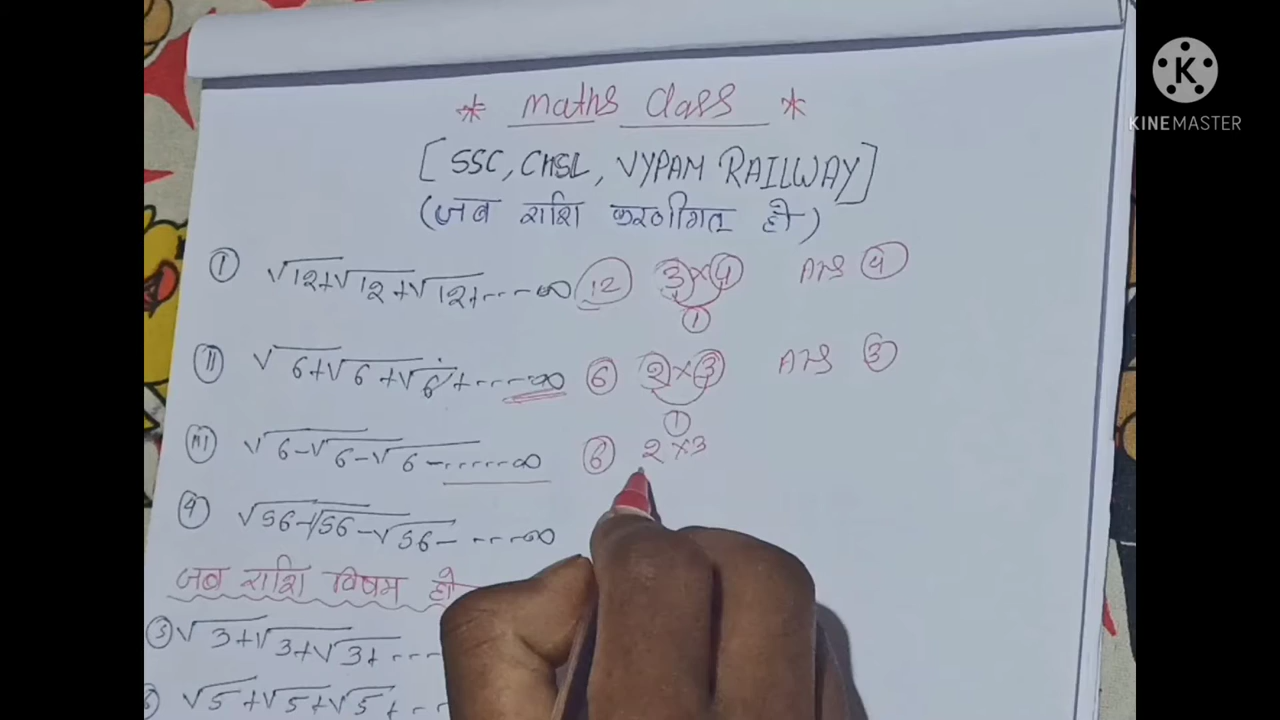 * Maths Class *
[SSC, CHSL, VYPAM RAILWAY]
(जब राशि करणीगत हो)
I √12+√12+√12+----∞ 12 3×4 Ans 4
1
II √6+√6+√6+----∞ 6 2×3 Ans 3
1
III √6-√6-√6-------∞ 6 2×3
4 √56-√56-√56-----∞
जब राशि विषम हो
5 √3+√3+√3+---
√5+√5+√5+---
K
KINEMASTER